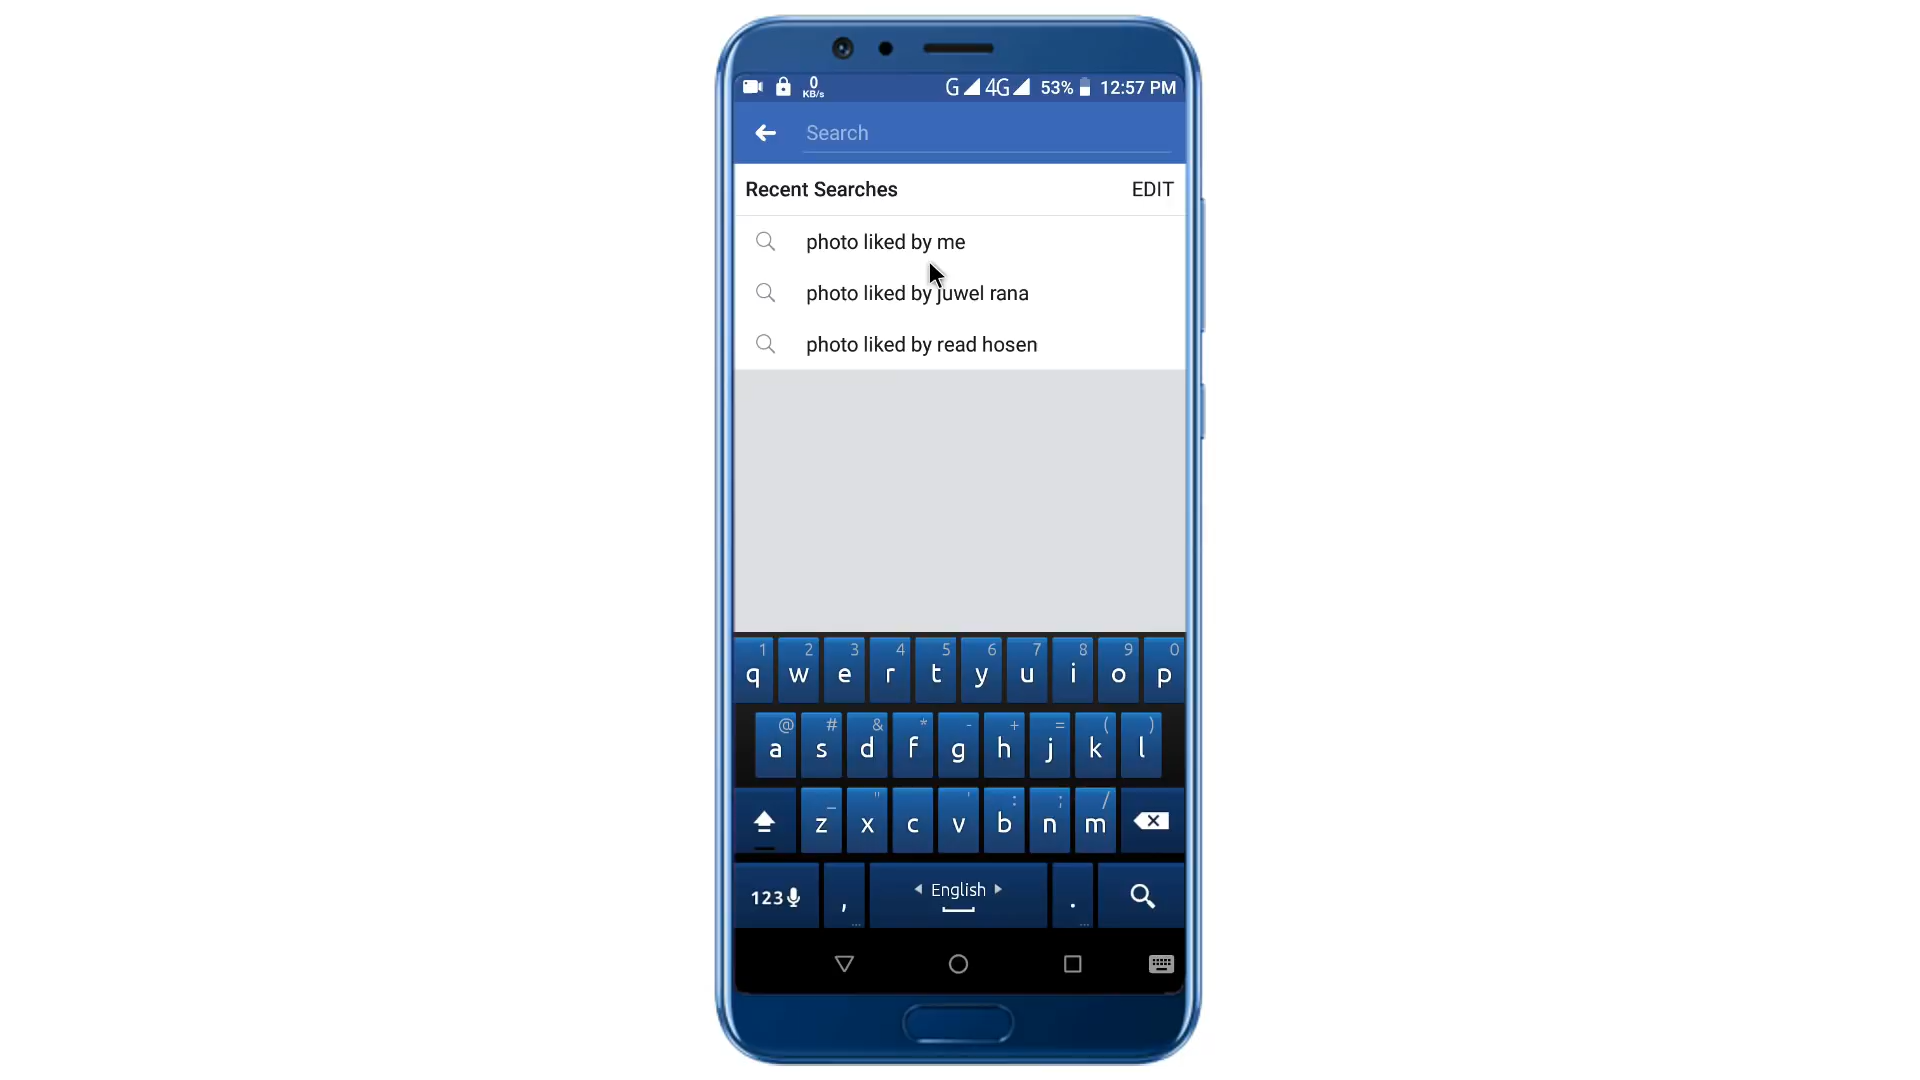 0 KB/s G 4G 53% 12:57 PM
Search
Recent Searches EDIT
photo liked by me
photo liked by juwel rana
photo liked by read hosen
1 2 3 4 5 6 7 8 9 0
q w e r t y u i o p
@ # & * - + = ( )
a s d f g h j k l
_ " ' : ; /
z x c v b n m
123 , English .